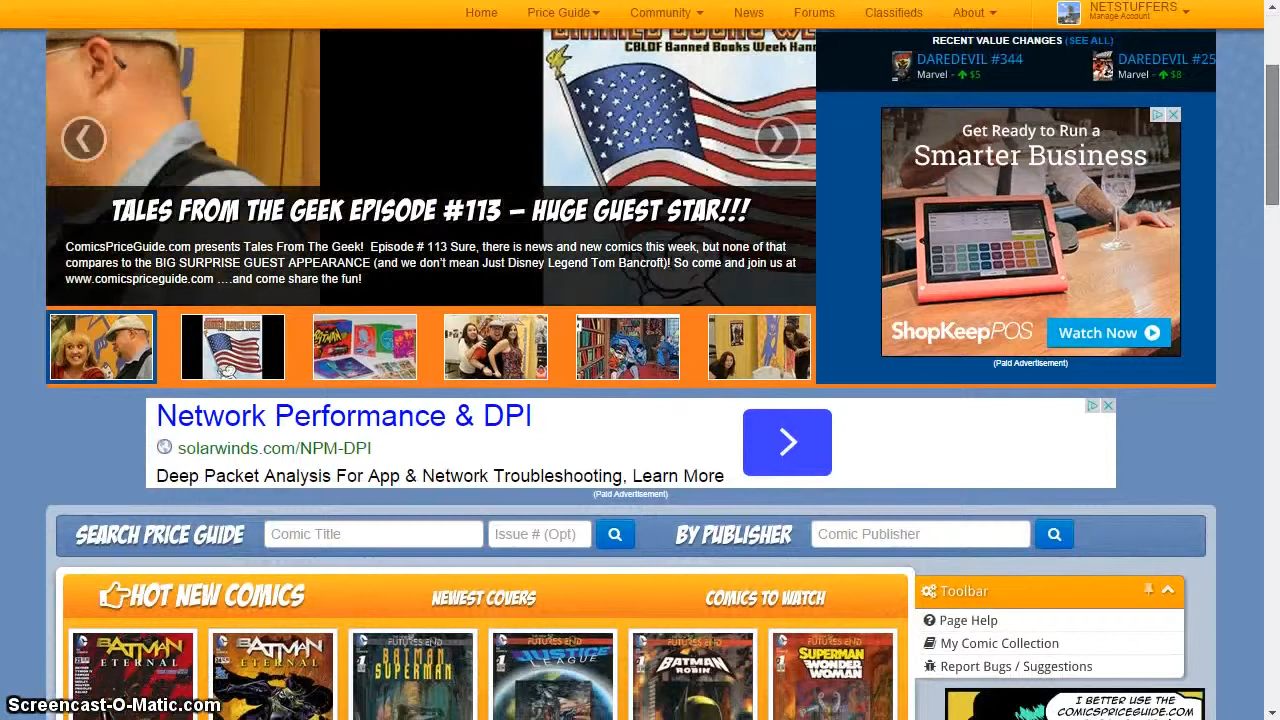 Home Price Guide Community News Forums Classifieds About NETSTUFFERS
Manage Account
CBLDF Banned Books Week Hand
RECENT VALUE CHANGES (SEE ALL)
DAREDEVIL #344
Marvel - $5
DAREDEVIL #25
Marvel - $8
TALES FROM THE GEEK EPISODE #113 – HUGE GUEST STAR!!!
ComicsPriceGuide.com presents Tales From The Geek! Episode # 113 Sure, there is news and new comics this week, but none of that
compares to the BIG SURPRISE GUEST APPEARANCE (and we don't mean Just Disney Legend Tom Bancroft)! So come and join us at
www.comicspriceguide.com ....and come share the fun!
Get Ready to Run a
Smarter Business
ShopKeepPOS
Watch Now
(Paid Advertisement)
Network Performance & DPI
solarwinds.com/NPM-DPI
Deep Packet Analysis For App & Network Troubleshooting, Learn More
(Paid Advertisement)
SEARCH PRICE GUIDE Comic Title Issue # (Opt) BY PUBLISHER Comic Publisher
HOT NEW COMICS NEWEST COVERS COMICS TO WATCH
BATMAN
ETERNAL
BATMAN
ETERNAL
FUTURES END
BATMAN
SUPERMAN
FUTURES END
JUSTICE
LEAGUE
FUTURES END
BATMAN
ROBIN
FUTURES END
SUPERMAN
WONDER
WOMAN
Toolbar
Page Help
My Comic Collection
Report Bugs / Suggestions
I BETTER USE THE
COMICSPRICEGUIDE.COM
Screencast-O-Matic.com